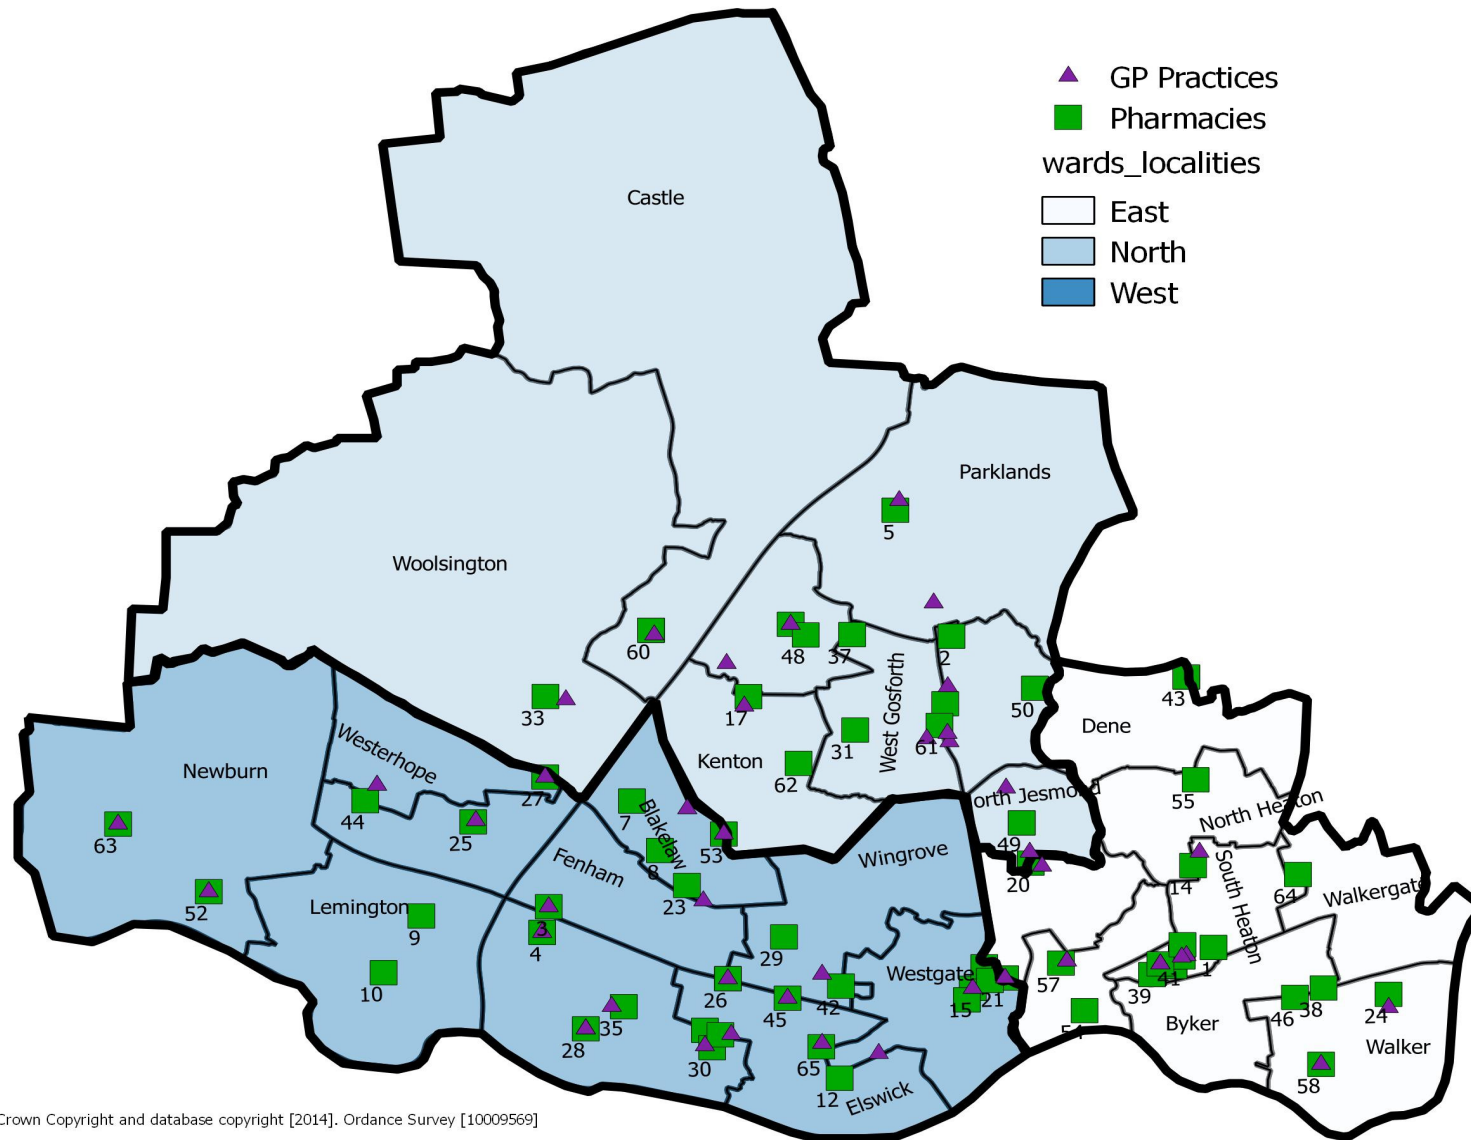 GP Practices
Pharmacies
wards_localities
East
North
West
Castle
Parklands
5
Woolsington
60
48
37
2
33
17
50
43
Dene
Kenton
31
West Gosforth
61
62
Westerhope
Newburn
27
44
25
63
7
Blakelaw
8
53
23
Fenham
Wingrove
orth Jesmond
49
20
55
North Heaton
14
South Heaton
64
Walkergate
52
Lemington
9
3
4
10
29
26
45
42
Westgate
15
21
57
54
39
41
1
46
38
24
Byker
Walker
58
28
35
30
65
12
Elswick
Crown Copyright and database copyright [2014]. Ordance Survey [10009569]